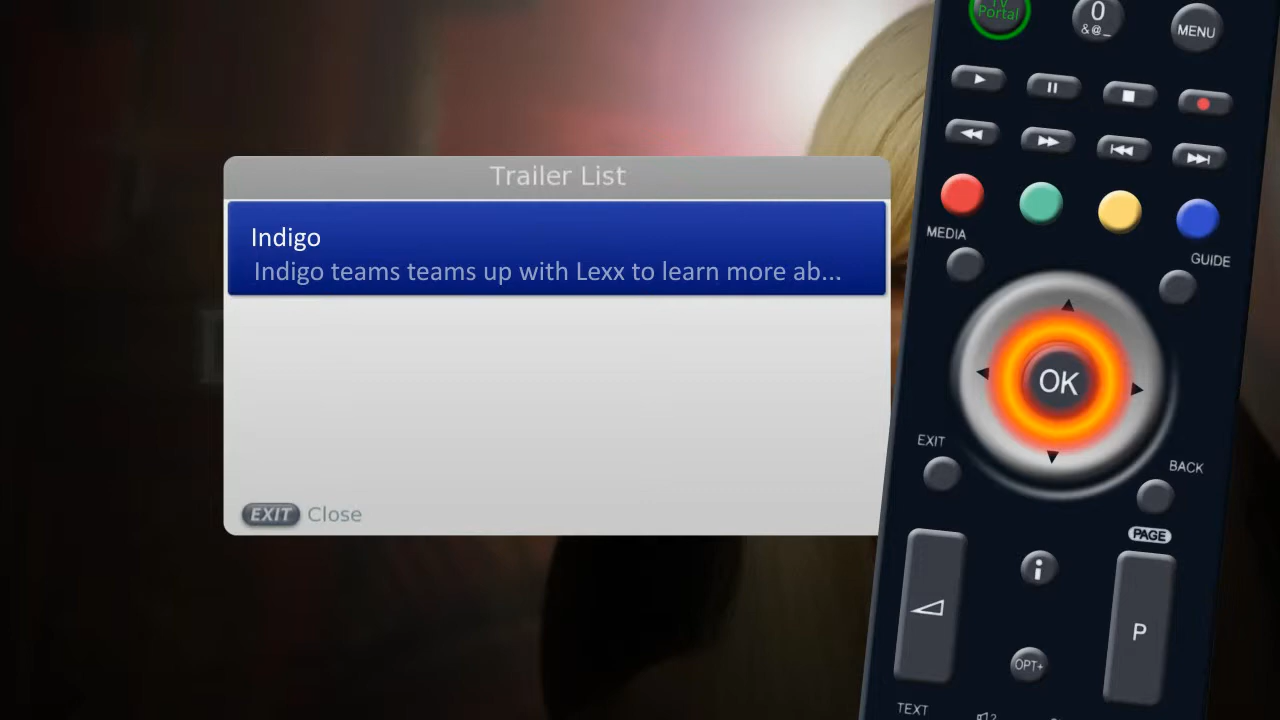 Trailer List
Indigo
Indigo teams teams up with Lexx to learn more ab...
EXIT Close
TV
Portal
0
&@_
MENU
MEDIA
GUIDE
OK
EXIT
BACK
PAGE
i
P
OPT+
TEXT